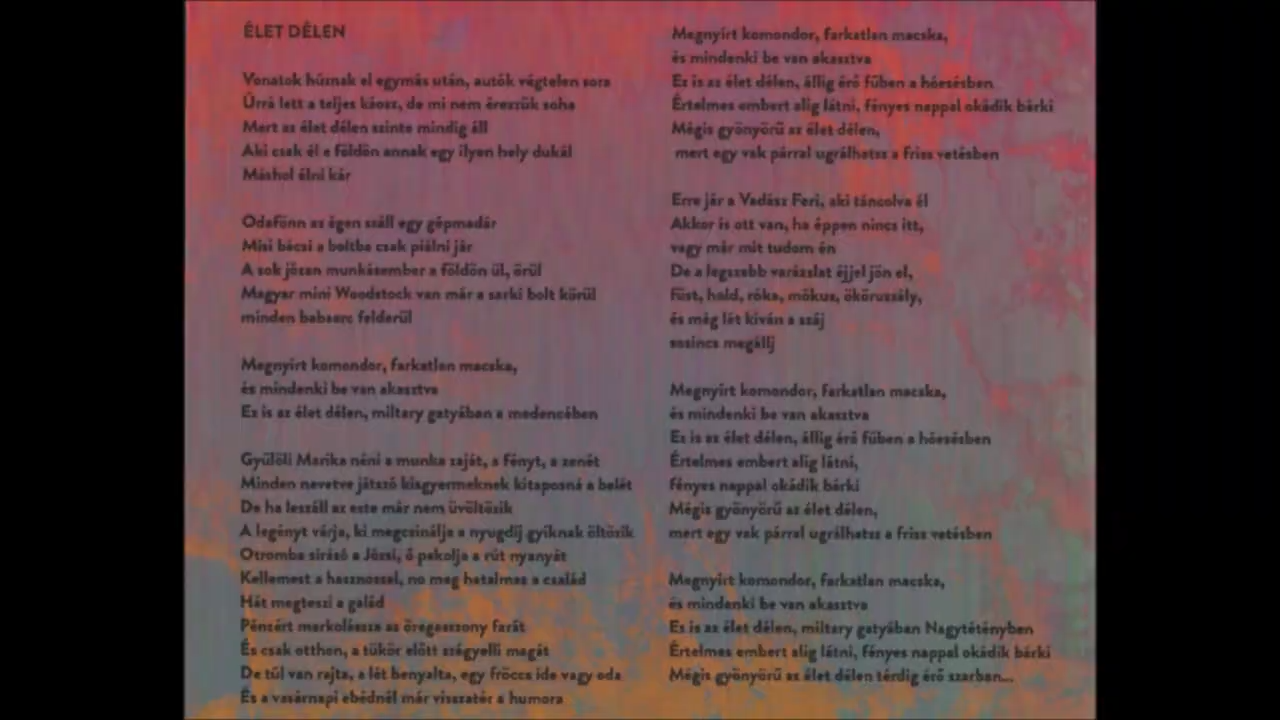 ÉLET DÉLEN
Vonatok húznak el egymás után, autók végtelen sora
Úrrá lett a teljes káosz, de mi nem érezzük soha
Mert az élet délen szinte mindig áll
Aki csak él e földön annak egy ilyen hely dukál
Máshol élni kár
Odafönn az égen száll egy gépmadár
Misi bácsi a boltba csak piálni jár
A sok józan munkásember a földön ül, örül
Magyar mini Woodstock van már a sarki bolt körül
minden babaarc felderül
Megnyírt komondor, farkatlan macska,
és mindenki be van akasztva
Ez is az élet délen, miltary gatyában a medencében
Gyűlöli Marika néni a munka zaját, a fényt, a zenét
Minden nevetve játszó kisgyermeknek kitaposná a belét
De ha leszáll az este már nem üvöltözik
A legényt várja, ki megcsinálja a nyugdíj gyíknak öltözik
Otromba sírásó a Józsi, ő pakolja a rút nyanyát
Kellemest a hasznossal, no meg hatalmas a család
Hát megteszi a galád
Pénzért markolássza az öregasszony farát
És csak otthon, a tükör előtt szégyelli magát
De túl van rajta, a lét benyalta, egy fröccs ide vagy oda
És a vasárnapi ebédnél már visszatér a humora
Megnyírt komondor, farkatlan macska,
és mindenki be van akasztva
Ez is az élet délen, állig érő fűben a hóesésben
Értelmes embert alig látni, fényes nappal okádik bárki
Mégis gyönyörű az élet délen,
mert egy vak párral ugrálhatsz a friss vetésben
Erre jár a Vadász Feri, aki táncolva él
Akkor is ott van, ha éppen nincs itt,
vagy már mit tudom én
De a legszebb varázslat éjjel jön el,
Füst, hold, róka, mókus, ökörusszály,
és még lét kíván a száj
sosincs megállj
Megnyírt komondor, farkatlan macska,
és mindenki be van akasztva
Ez is az élet délen, állig érő fűben a hóesésben
Értelmes embert alig látni,
fényes nappal okádik bárki
Mégis gyönyörű az élet délen,
mert egy vak párral ugrálhatsz a friss vetésben
Megnyírt komondor, farkatlan macska,
és mindenki be van akasztva
Ez is az élet délen, miltary gatyában Nagytétényben
Értelmes embert alig látni, fényes nappal okádik bárki
Mégis gyönyörű az élet délen térdig érő szarban...